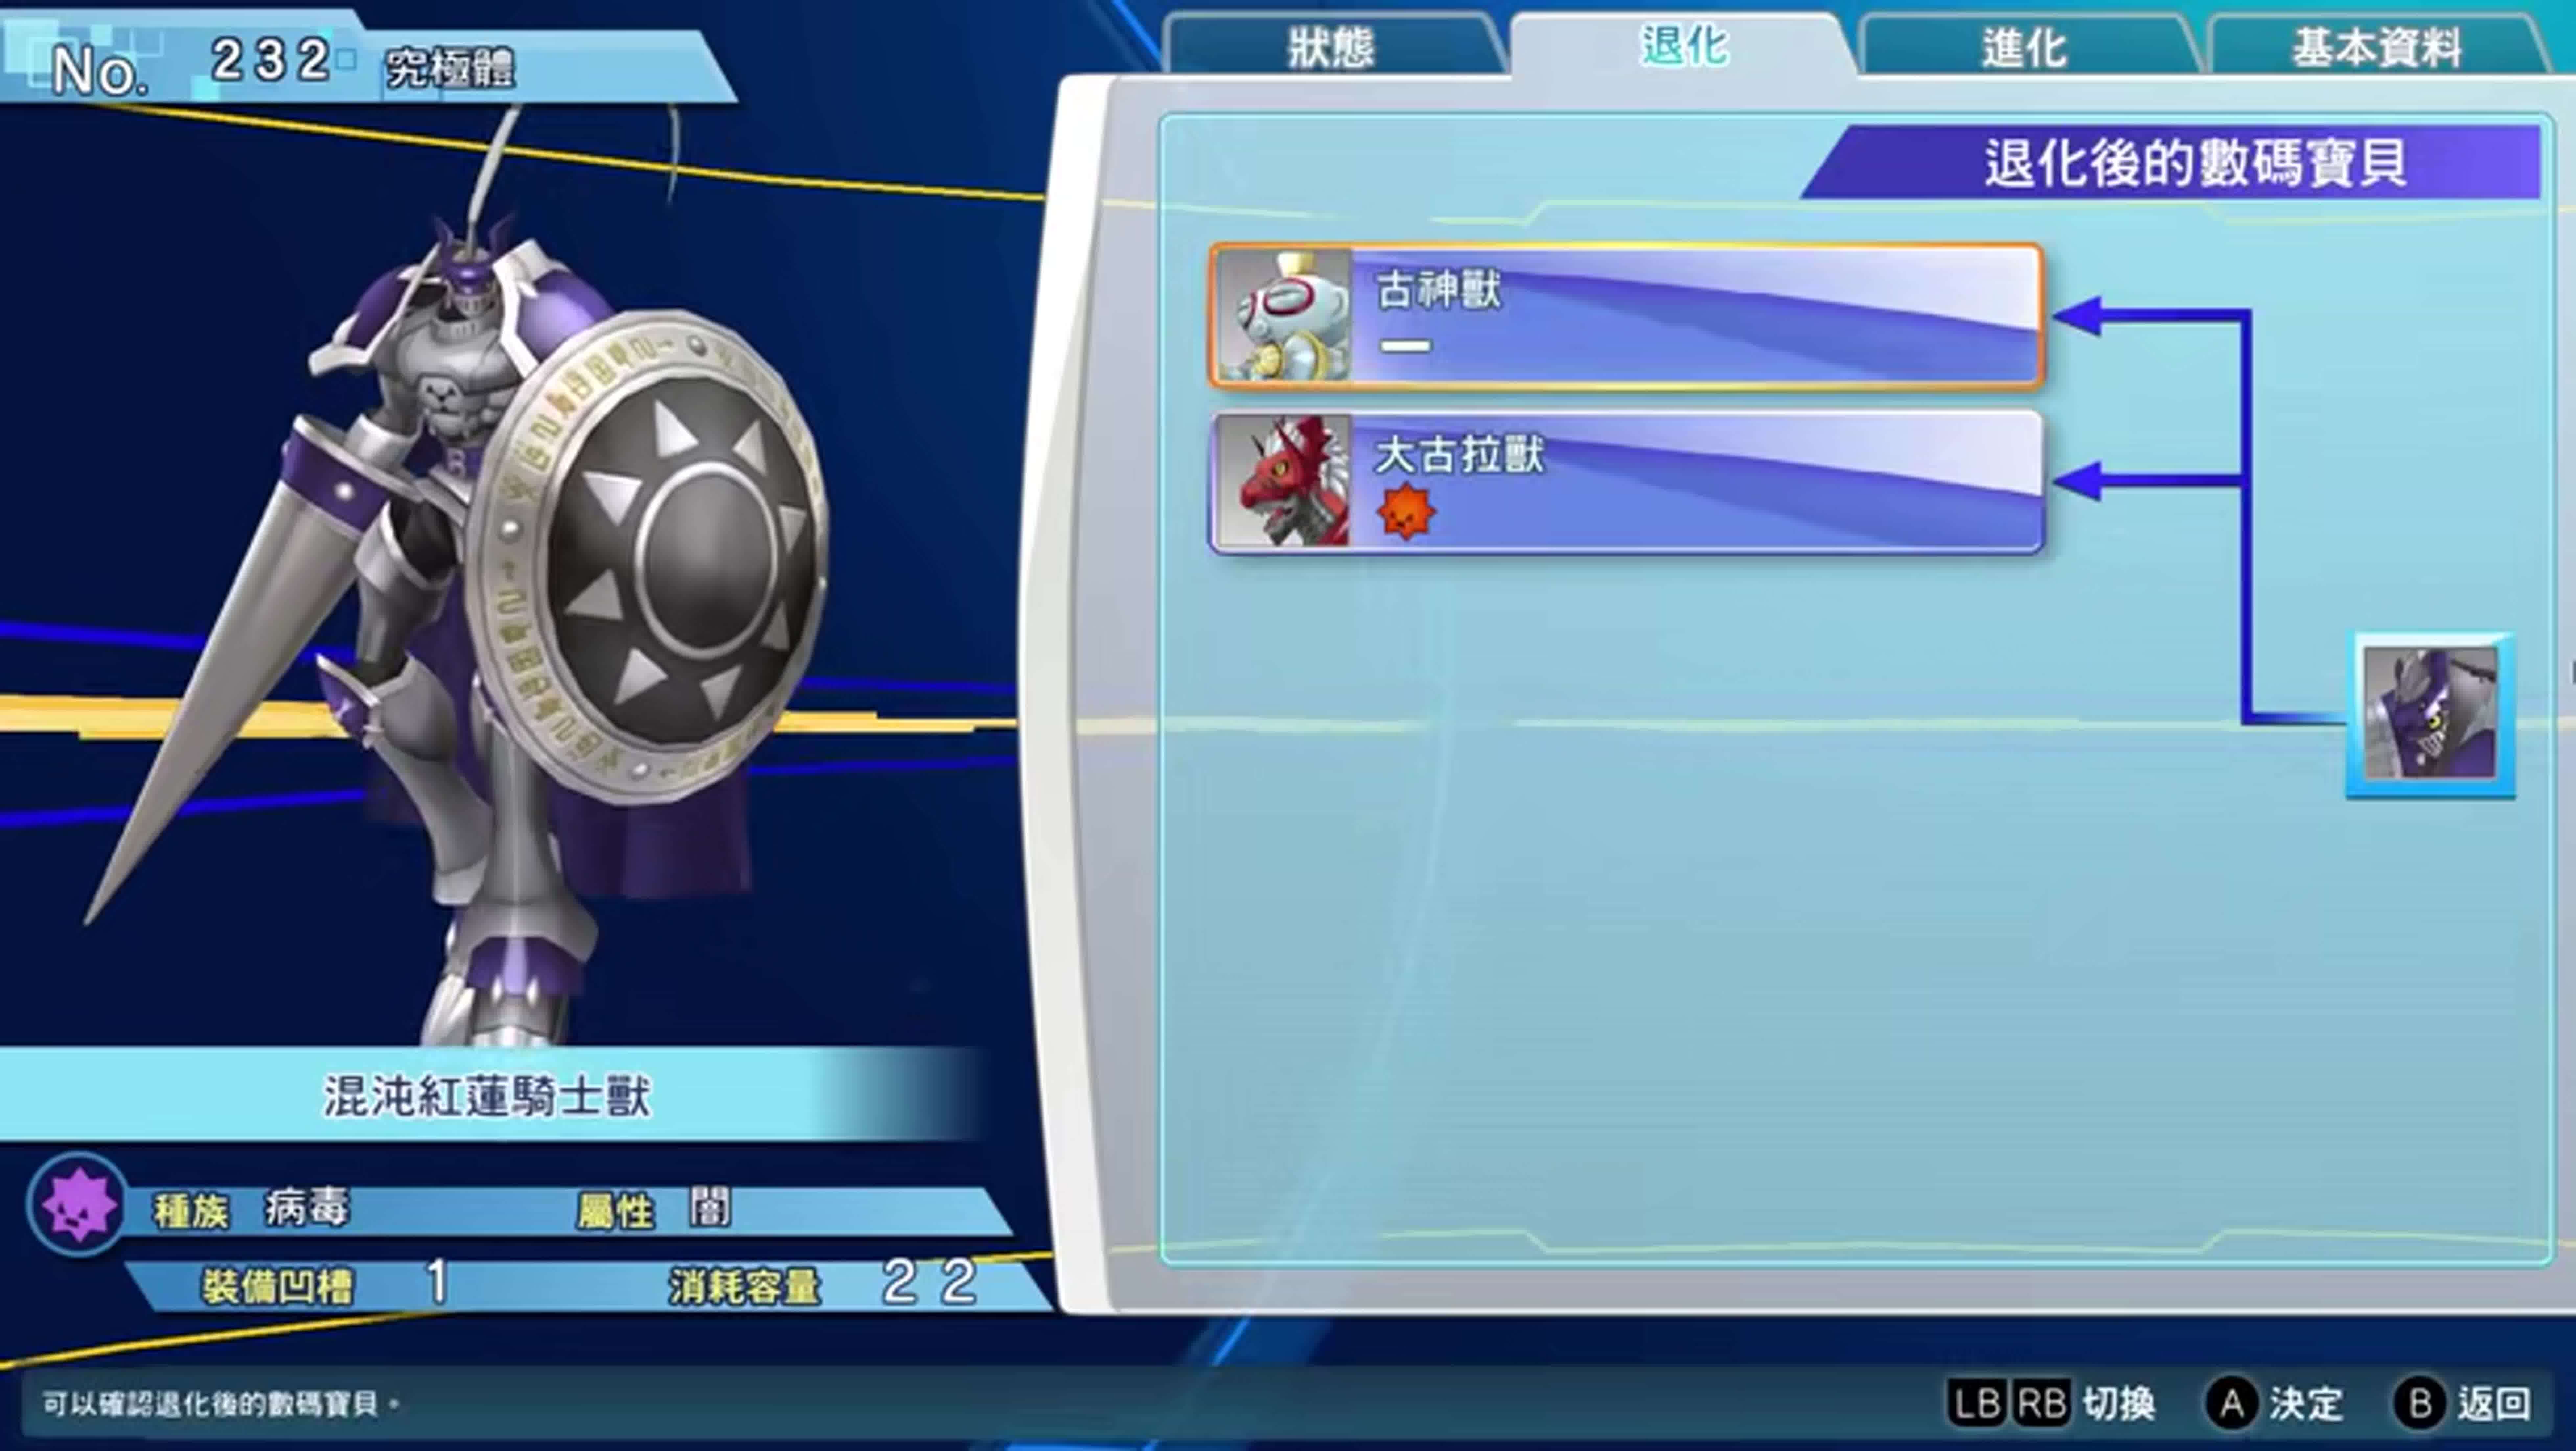 No. 232 究極體
狀態 退化 進化 基本資料
退化後的數碼寶貝
古神獸
大古拉獸
混沌紅蓮騎士獸
種族 病毒 屬性 闇
裝備凹槽 1 消耗容量 22
可以確認退化後的數碼寶貝。
LB RB 切換 A 決定 B 返回